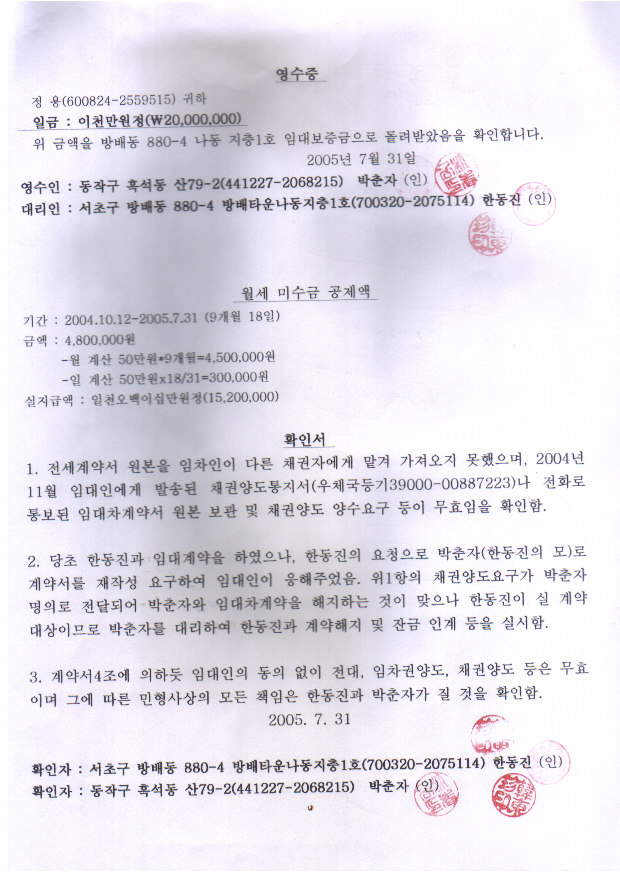 영수증
정 용(600824-2559515) 귀하
일금 : 이천만원정(₩20,000,000)
위 금액을 방배동 880-4 나동 지층1호 임대보증금으로 돌려받았음을 확인합니다.
2005년 7월 31일
영수인 : 동작구 흑석동 산79-2(441227-2068215) 박춘자 (인)
대리인 : 서초구 방배동 880-4 방배타운나동지층1호(700320-2075114) 한동진 (인)
월세 미수금 공제액
기간 : 2004.10.12-2005.7.31 (9개월 18일)
금액 : 4,800,000원
-월 계산 50만원*9개월=4,500,000원
-일 계산 50만원x18/31=300,000원
실지급액 : 일천오백이십만원정(15,200,000)
확인서
1. 전세계약서 원본을 임차인이 다른 채권자에게 맡겨 가져오지 못했으며, 2004년
11월 임대인에게 발송된 채권양도통지서(우체국등기39000-00887223)나 전화로
통보된 임대차계약서 원본 보관 및 채권양도 양수요구 등이 무효임을 확인함.
2. 당초 한동진과 임대계약을 하였으나, 한동진의 요청으로 박춘자(한동진의 모)로
계약서를 재작성 요구하여 임대인이 응해주었음. 위1항의 채권양도요구가 박춘자
명의로 전달되어 박춘자와 임대차계약을 해지하는 것이 맞으나 한동진이 실 계약
대상이므로 박춘자를 대리하여 한동진과 계약해지 및 잔금 인계 등을 실시함.
3. 계약서4조에 의하듯 임대인의 동의 없이 전대, 임차권양도, 채권양도 등은 무효
이며 그에 따른 민형사상의 모든 책임은 한동진과 박춘자가 질 것을 확인함.
2005. 7. 31
확인자 : 서초구 방배동 880-4 방배타운나동지층1호(700320-2075114) 한동진 (인)
확인자 : 동작구 흑석동 산79-2(441227-2068215) 박춘자 (인)